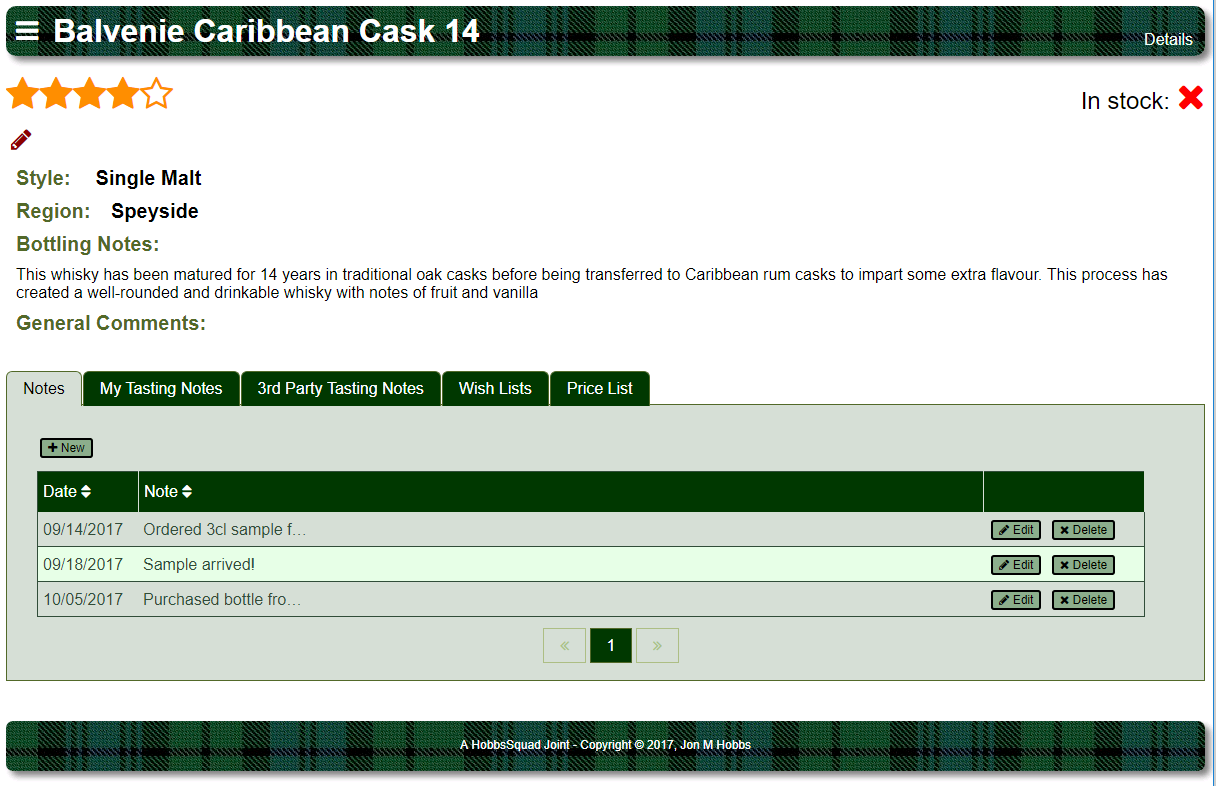 Balvenie Caribbean Cask 14
Details
In stock:
Style: Single Malt
Region: Speyside
Bottling Notes:
This whisky has been matured for 14 years in traditional oak casks before being transferred to Caribbean rum casks to impart some extra flavour. This process has
created a well-rounded and drinkable whisky with notes of fruit and vanilla
General Comments:
Notes My Tasting Notes 3rd Party Tasting Notes Wish Lists Price List
New
Date Note
09/14/2017 Ordered 3cl sample f... Edit Delete
09/18/2017 Sample arrived! Edit Delete
10/05/2017 Purchased bottle fro... Edit Delete
« 1 »
A HobbsSquad Joint - Copyright © 2017, Jon M Hobbs